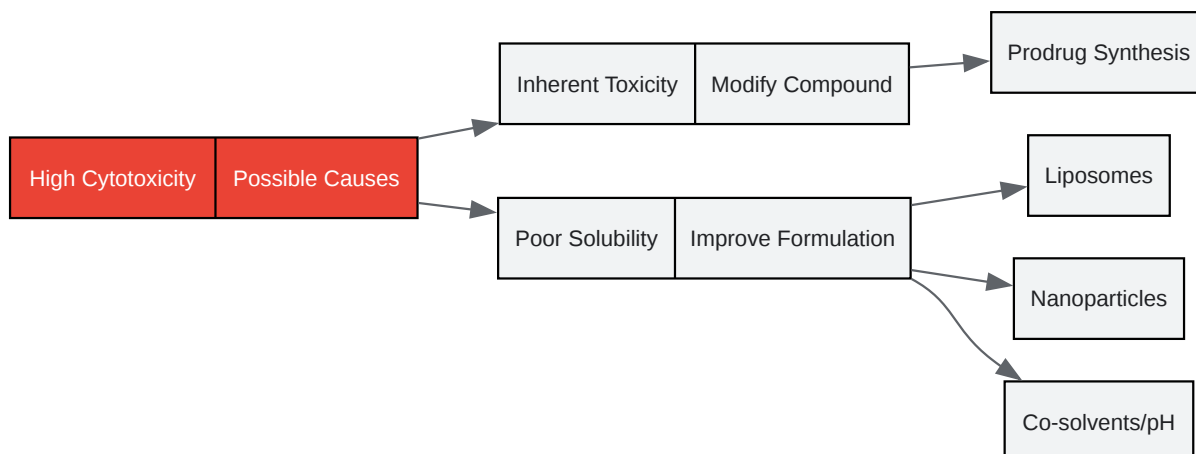 High Cytotoxicity
Possible Causes
Inherent Toxicity
Modify Compound
Prodrug Synthesis
Poor Solubility
Improve Formulation
Liposomes
Nanoparticles
Co-solvents/pH